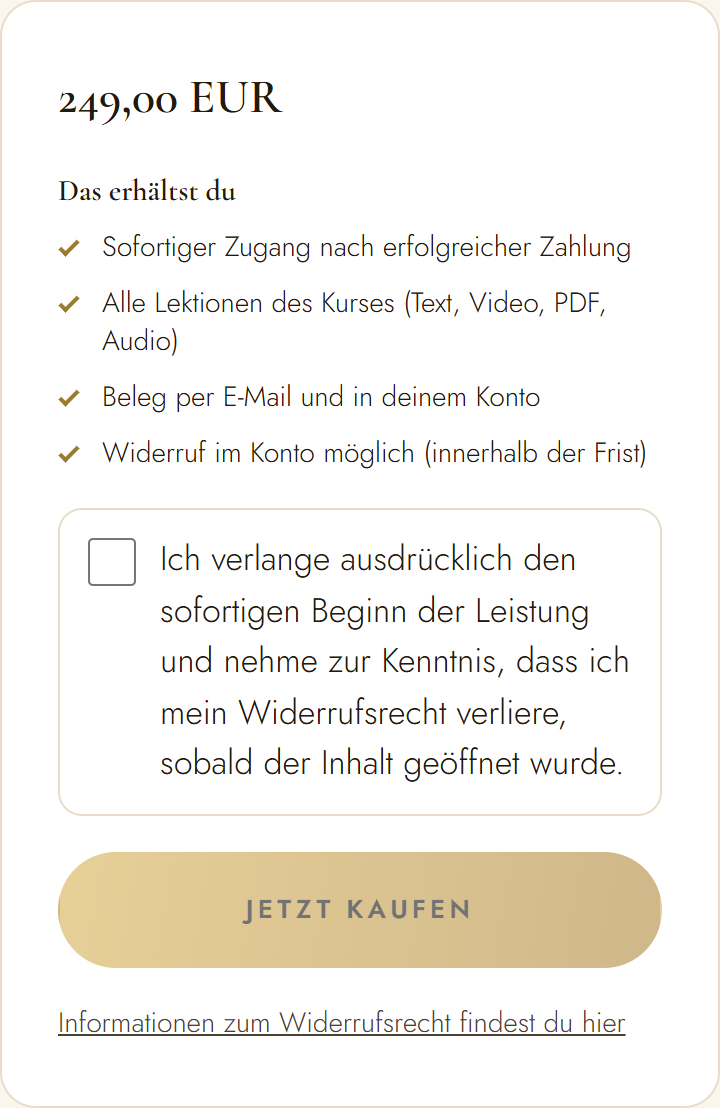 249,00 EUR
Das erhältst du
Sofortiger Zugang nach erfolgreicher Zahlung
Alle Lektionen des Kurses (Text, Video, PDF,
Audio)
Beleg per E-Mail und in deinem Konto
Widerruf im Konto möglich (innerhalb der Frist)
Ich verlange ausdrücklich den
sofortigen Beginn der Leistung
und nehme zur Kenntnis, dass ich
mein Widerrufsrecht verliere,
sobald der Inhalt geöffnet wurde.
JETZT KAUFEN
Informationen zum Widerrufsrecht findest du hier